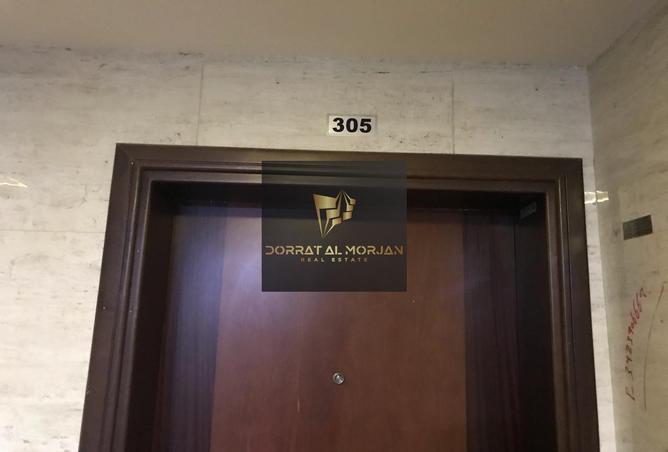 305
DORRAT AL MORJAN
REAL ESTATE